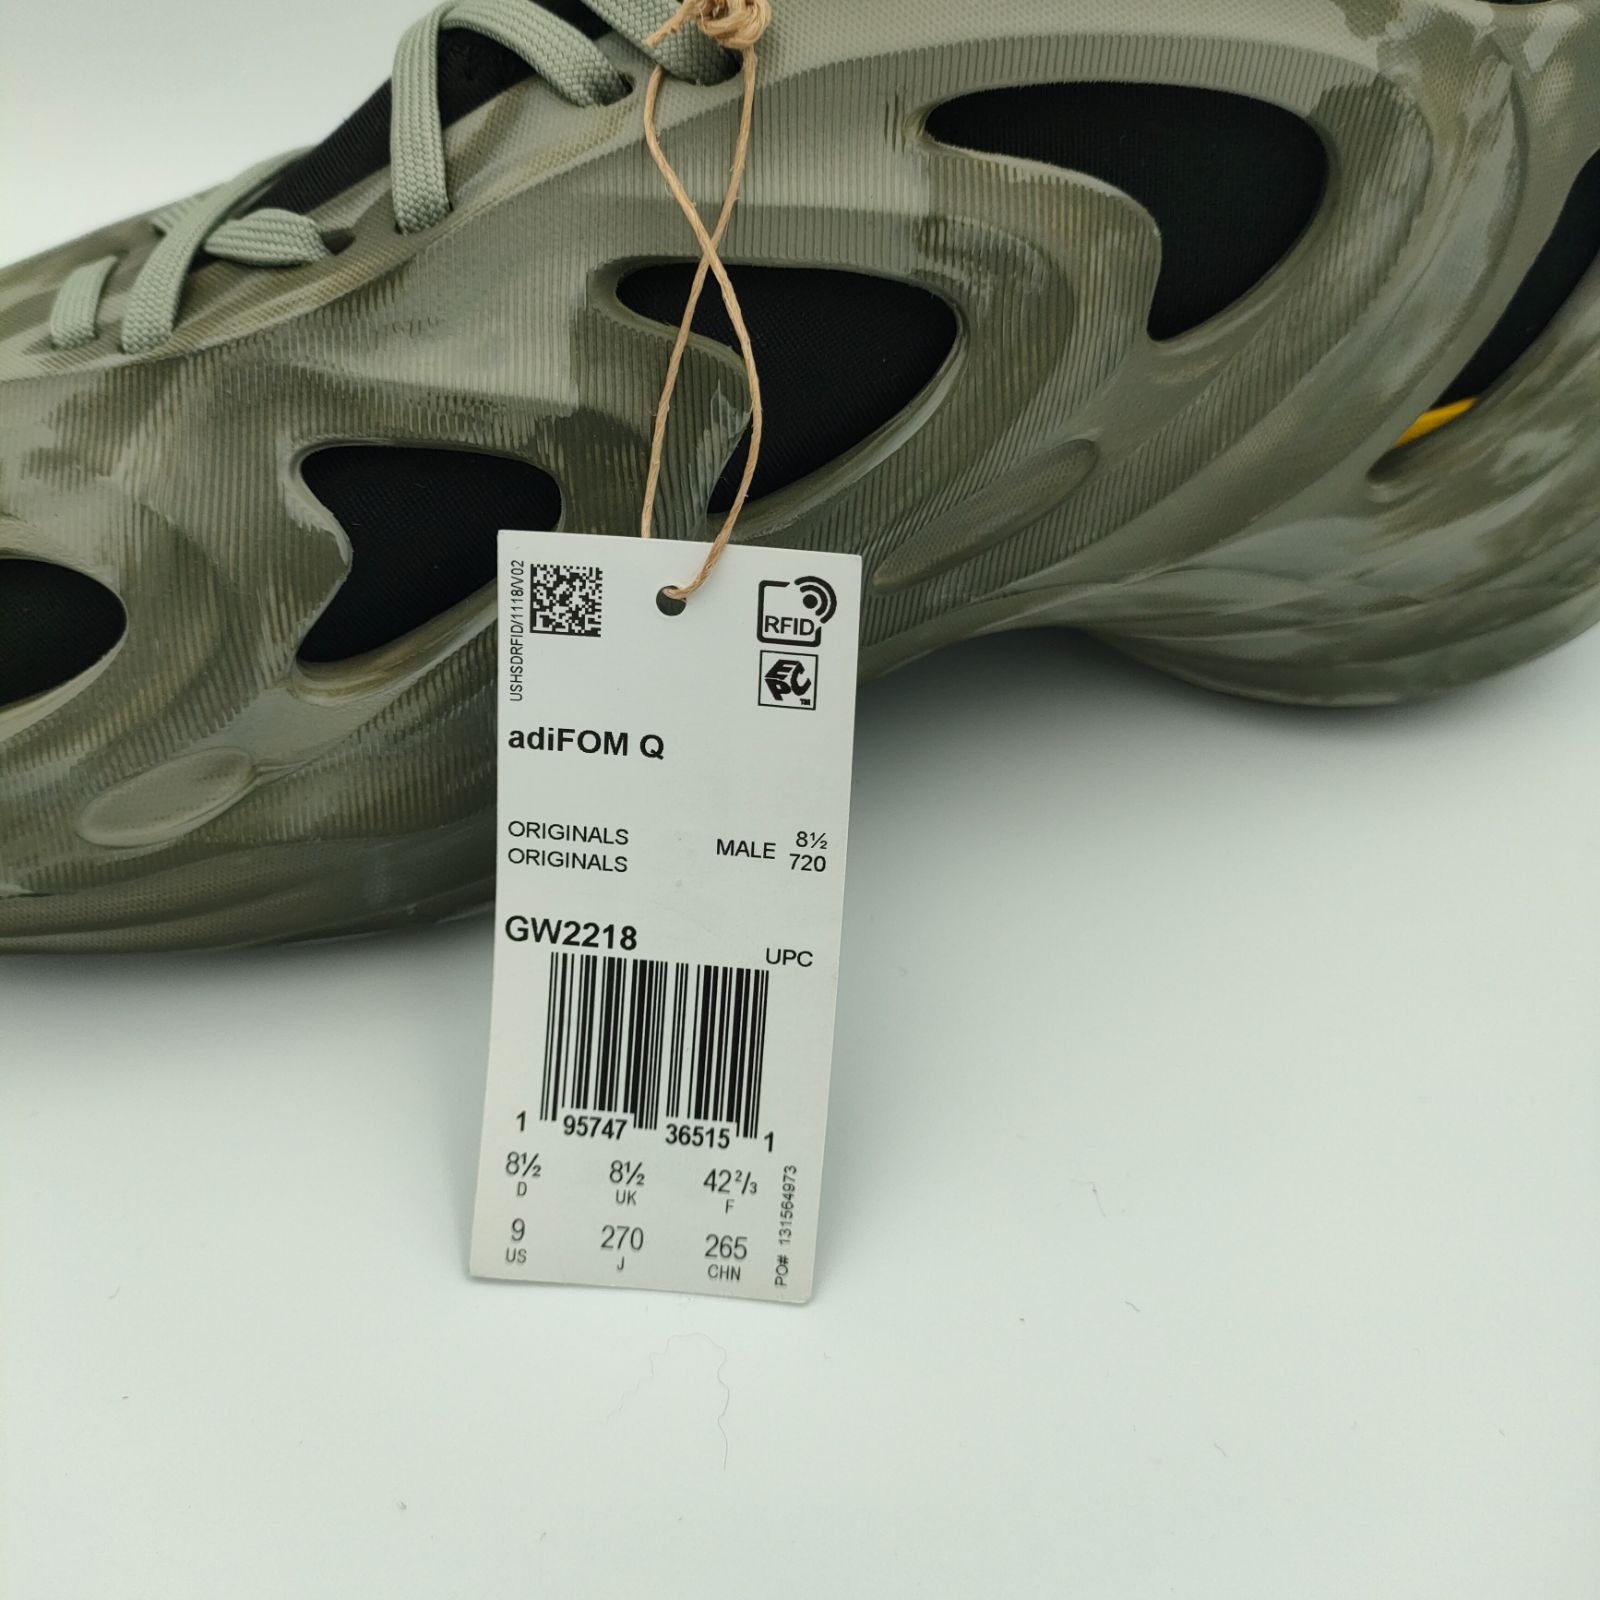 USHSDRFID/1118/V02
RFID
EPC™
adiFOM Q
ORIGINALS
ORIGINALS
MALE 8½
720
GW2218
UPC
1 95747 36515 1
8½ 8½ 42⅔
D UK F
9 270 265
US J CHN
PO# 131564973